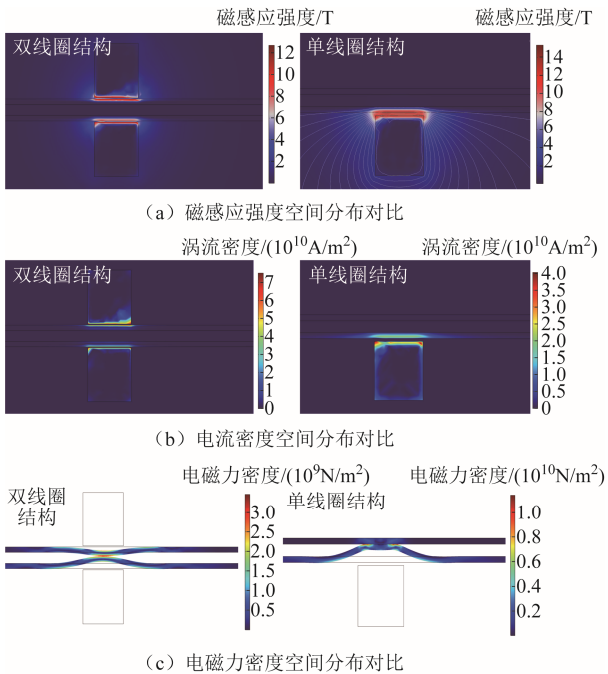 磁感应强度/T
磁感应强度/T
双线圈结构
单线圈结构
12
10
8
6
4
2
14
12
10
8
6
4
2
(a) 磁感应强度空间分布对比
涡流密度/(10¹⁰A/m²)
涡流密度/(10¹⁰A/m²)
双线圈结构
单线圈结构
7
6
5
4
3
2
1
0
4.0
3.5
3.0
2.5
2.0
1.5
1.0
0.5
0
(b) 电流密度空间分布对比
电磁力密度/(10⁹N/m²)
电磁力密度/(10¹⁰N/m²)
双线圈
结构
单线圈结构
3.0
2.5
2.0
1.5
1.0
0.5
1.0
0.8
0.6
0.4
0.2
(c) 电磁力密度空间分布对比